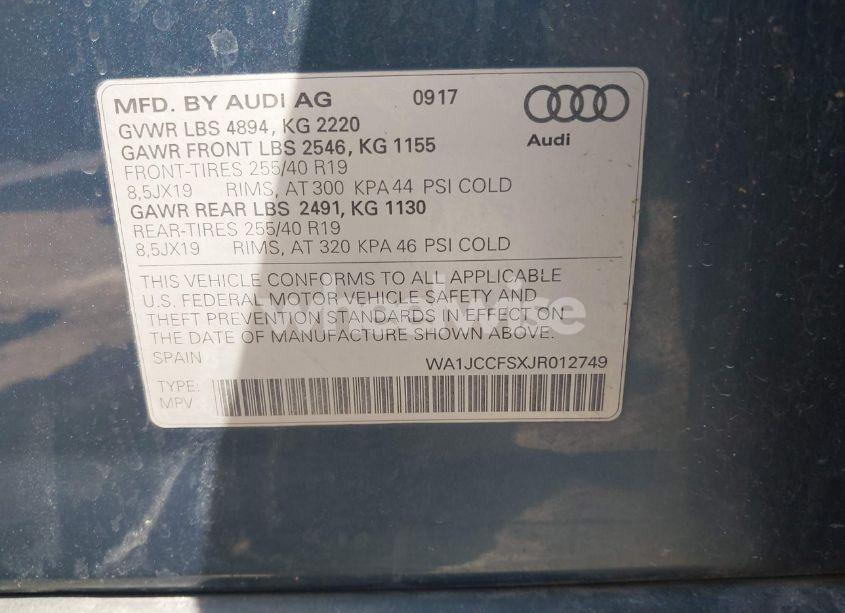 MFD. BY AUDI AG 0917
Audi
GVWR LBS 4894, KG 2220
GAWR FRONT LBS 2546, KG 1155
FRONT-TIRES 255/40 R19
8,5JX19 RIMS, AT 300 KPA 44 PSI COLD
GAWR REAR LBS 2491, KG 1130
REAR-TIRES 255/40 R19
8,5JX19 RIMS, AT 320 KPA 46 PSI COLD
THIS VEHICLE CONFORMS TO ALL APPLICABLE
U.S. FEDERAL MOTOR VEHICLE SAFETY AND
THEFT PREVENTION STANDARDS IN EFFECT ON
THE DATE OF MANUFACTURE SHOWN ABOVE.
SPAIN WA1JCCFSXJR012749
TYPE:
MPV